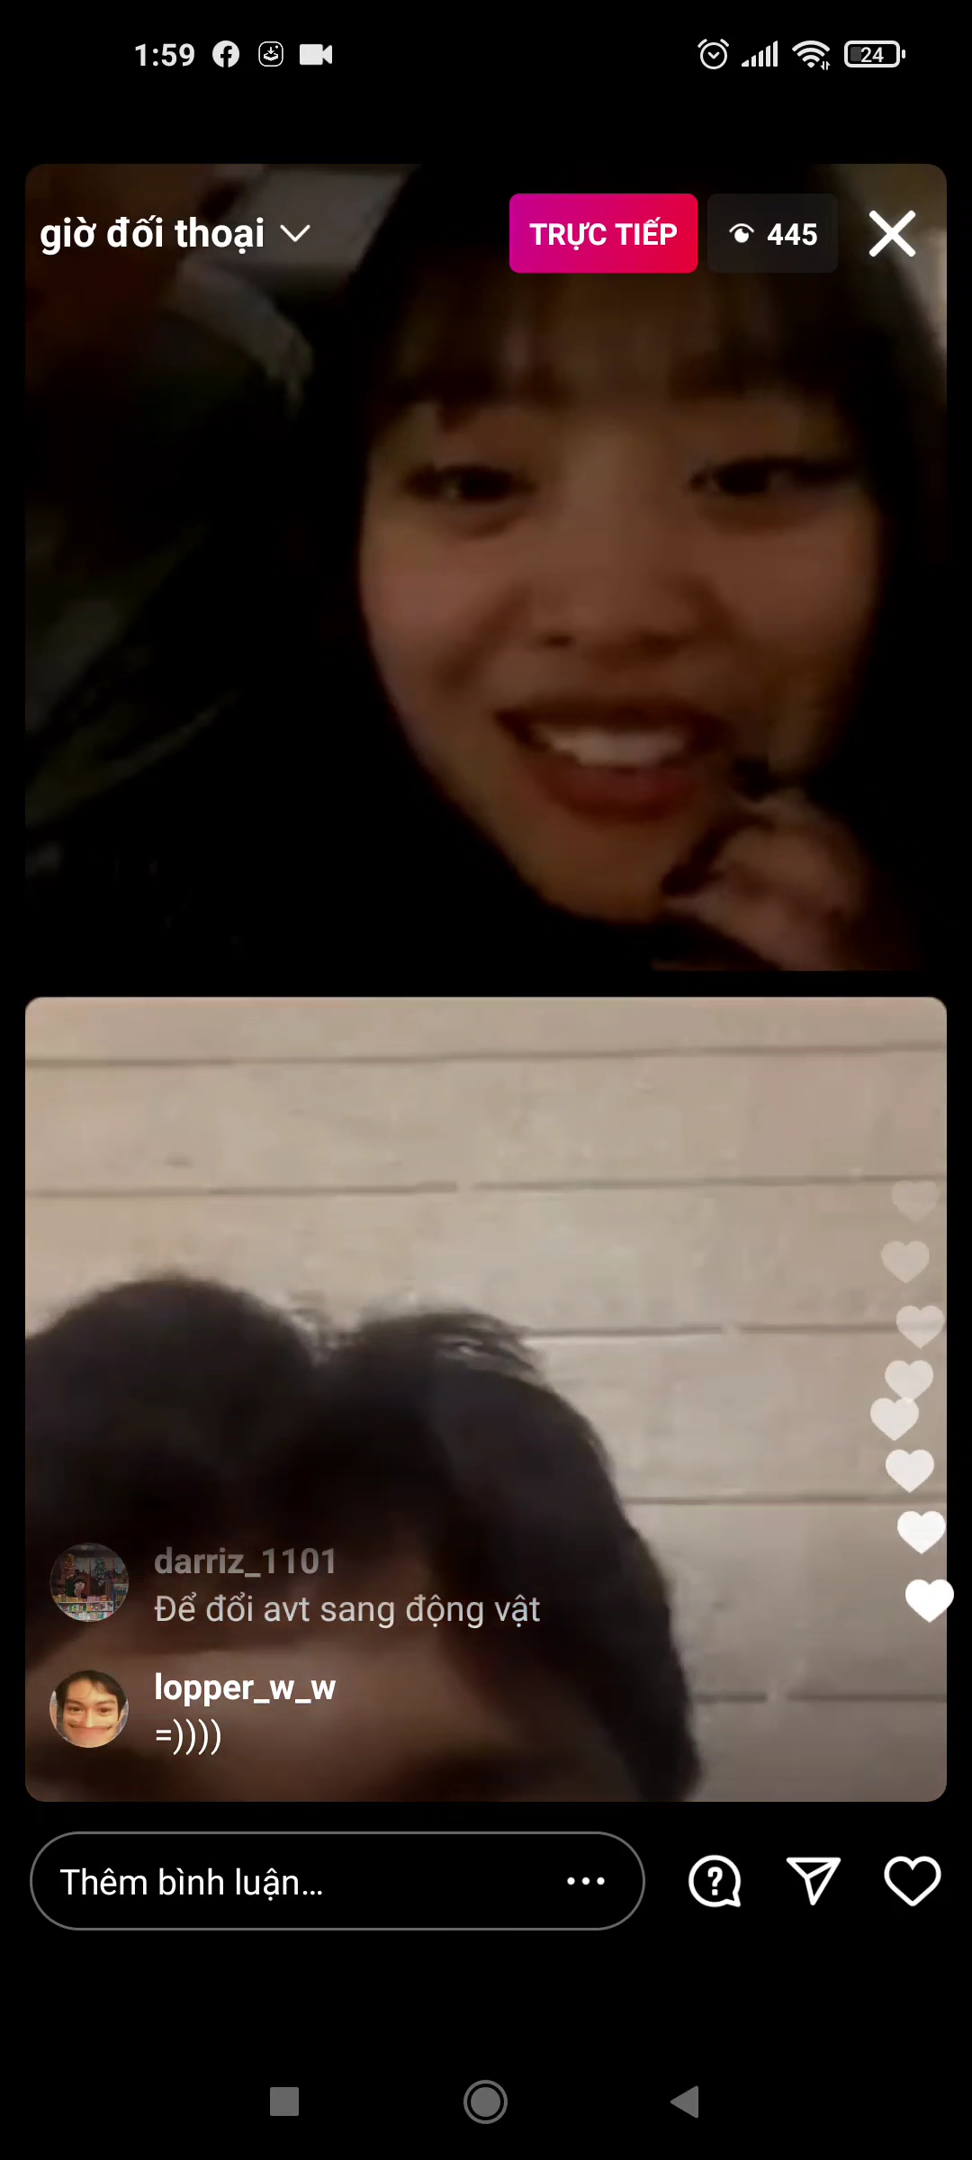 1:59
24
giờ đối thoại
TRỰC TIẾP
445
darriz_1101
Để đổi avt sang động vật
lopper_w_w
=))))
Thêm bình luận...